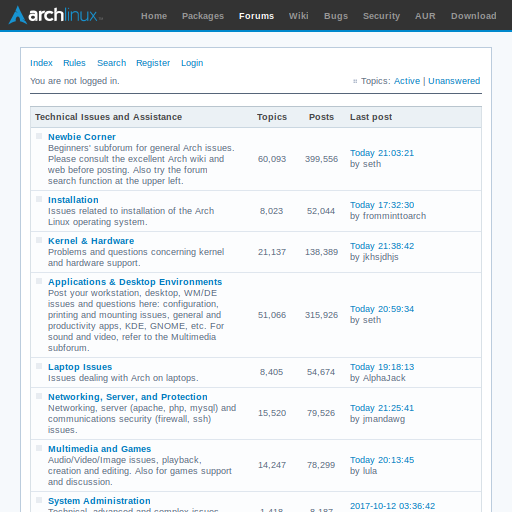 archlinux
Home Packages Forums Wiki Bugs Security AUR Download
Index Rules Search Register Login
You are not logged in.
Topics: Active | Unanswered
Technical Issues and Assistance Topics Posts Last post
Newbie Corner
Beginners' subforum for general Arch issues.
Please consult the excellent Arch wiki and
web before posting. Also try the forum
search function at the upper left.
60,093 399,556
Today 21:03:21
by seth
Installation
Issues related to installation of the Arch
Linux operating system.
8,023 52,044
Today 17:32:30
by fromminttoarch
Kernel & Hardware
Problems and questions concerning kernel
and hardware support.
21,137 138,389
Today 21:38:42
by jkhsjdhjs
Applications & Desktop Environments
Post your workstation, desktop, WM/DE
issues and questions here: configuration,
printing and mounting issues, general and
productivity apps, KDE, GNOME, etc. For
sound and video, refer to the Multimedia
subforum.
51,066 315,926
Today 20:59:34
by seth
Laptop Issues
Issues dealing with Arch on laptops.
8,405 54,674
Today 19:18:13
by AlphaJack
Networking, Server, and Protection
Networking, server (apache, php, mysql) and
communications security (firewall, ssh)
issues.
15,520 79,526
Today 21:25:41
by jmandawg
Multimedia and Games
Audio/Video/Image issues, playback,
creation and editing. Also for games support
and discussion.
14,247 78,299
Today 20:13:45
by lula
System Administration
Technical, advanced and complex issues
1,418 8,187
2017-10-12 03:36:42